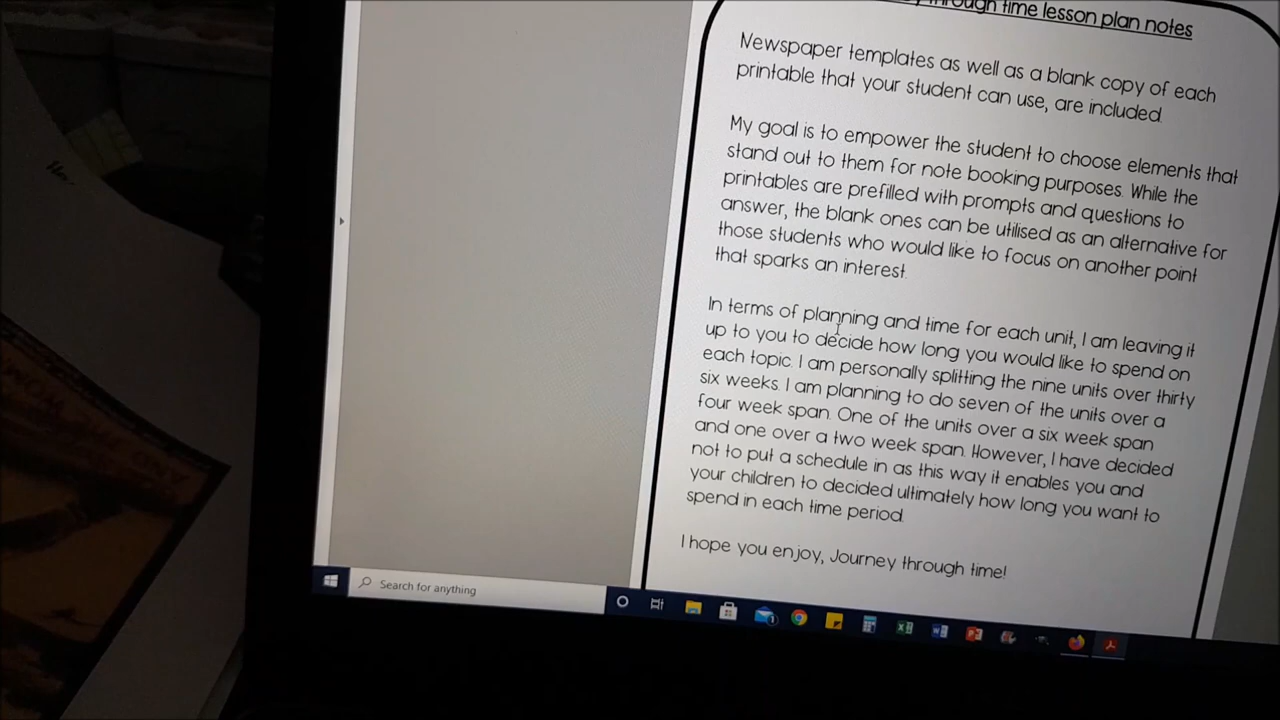 through time lesson plan notes
Newspaper templates as well as a blank copy of each
printable that your student can use, are included.
My goal is to empower the student to choose elements that
stand out to them for note booking purposes. While the
printables are prefilled with prompts and questions to
answer, the blank ones can be utilised as an alternative for
those students who would like to focus on another point
that sparks an interest.
In terms of planning and time for each unit, I am leaving it
up to you to decide how long you would like to spend on
each topic. I am personally splitting the nine units over thirty
six weeks. I am planning to do seven of the units over a
four week span. One of the units over a six week span
and one over a two week span. However, I have decided
not to put a schedule in as this way it enables you and
your children to decided ultimately how long you want to
spend in each time period.
I hope you enjoy, Journey through time!
Search for anything